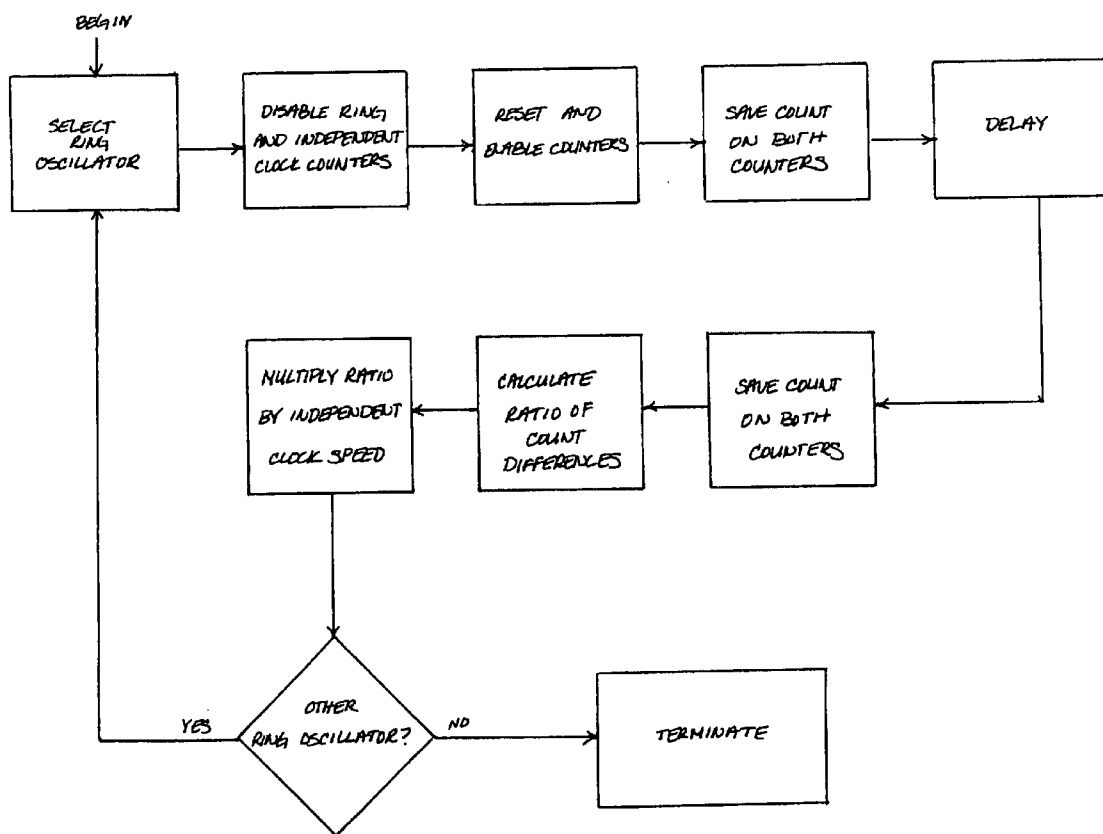 BEGIN
SELECT
RING
OSCILLATOR
DISABLE RING
AND INDEPENDENT
CLOCK COUNTERS
RESET AND
ENABLE COUNTERS
SAVE COUNT
ON BOTH
COUNTERS
DELAY
SAVE COUNT
ON BOTH
COUNTERS
CALCULATE
RATIO OF
COUNT
DIFFERENCES
MULTIPLY RATIO
BY INDEPENDENT
CLOCK SPEED
OTHER
RING OSCILLATOR?
YES
NO
TERMINATE